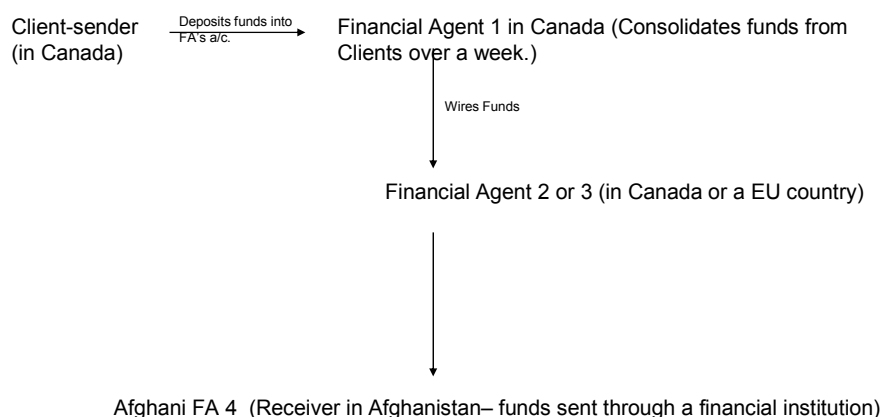 Client-sender
(in Canada)
Deposits funds into
FA's a/c.
Financial Agent 1 in Canada (Consolidates funds from
Clients over a week.)
Wires Funds
Financial Agent 2 or 3 (in Canada or a EU country)
Afghani FA 4 (Receiver in Afghanistan– funds sent through a financial institution)